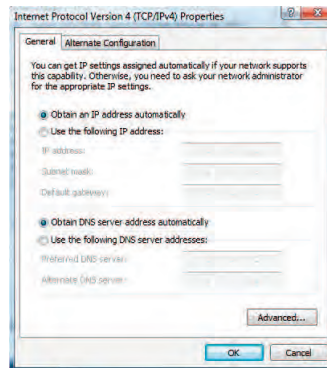 Internet Protocol Version 4 (TCP/IPv4) Properties
General
Alternate Configuration
You can get IP settings assigned automatically if your network supports
this capability. Otherwise, you need to ask your network administrator
for the appropriate IP settings.
Obtain an IP address automatically
Use the following IP address:
IP address:
Subnet mask:
Default gateway:
Obtain DNS server address automatically
Use the following DNS server addresses:
Preferred DNS server:
Alternate DNS server:
Advanced...
OK
Cancel